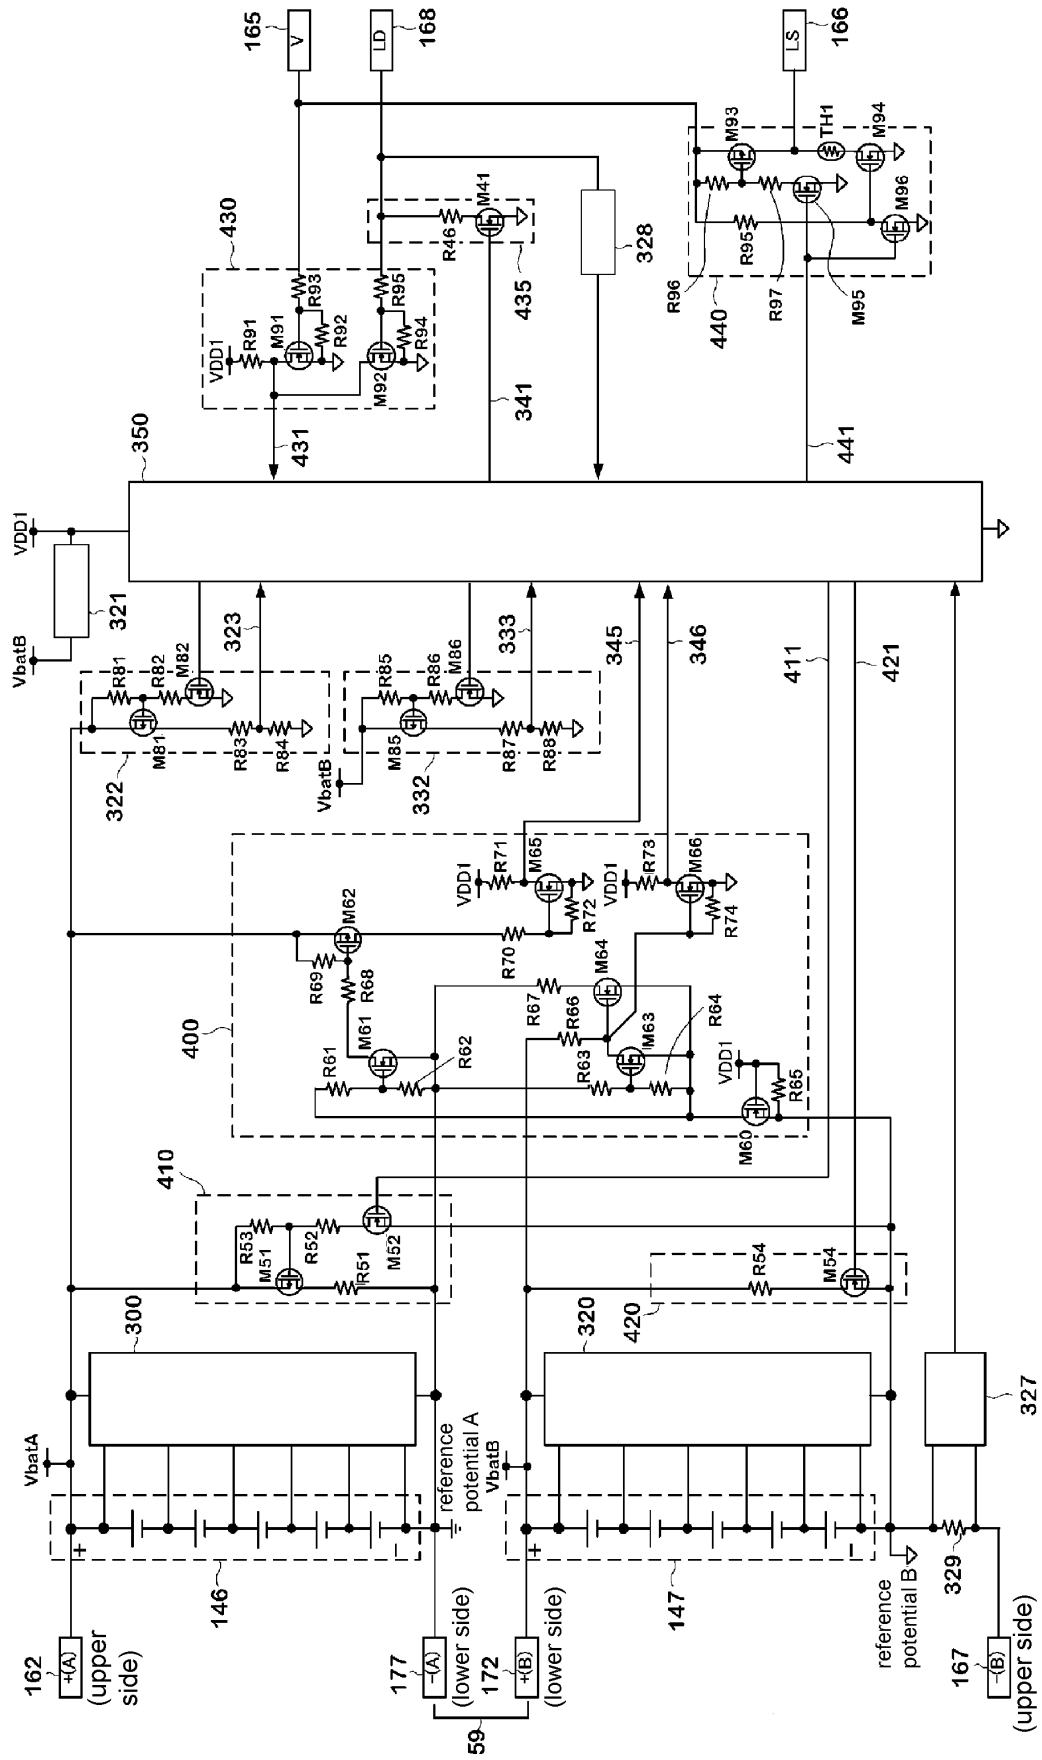 162
+(A)
(upper side)
177
−(A)
(lower side)
59
172
+(B)
(lower side)
167
−(B)
(upper side)
146
+
−
VbatA
reference potential A
147
+
−
VbatB
reference potential B
329
300
320
327
410
R53
M51
R52
R51
M52
420
R54
M54
400
R61
M61
R62
R69
R68
M62
R70
VDD1
R71
M65
R72
R67
R66
M64
R63
M63
R64
VDD1
R73
M66
R74
VDD1
M60
R65
322
R81
R82
M82
M81
R83
R84
332
VbatB
R85
R86
M86
M85
R87
R88
VbatB
321
VDD1
350
323
333
345
346
411
421
431
341
441
430
VDD1
R91
M91
R93
R92
M92
R95
R94
435
R46
M41
328
440
R96
R95
R97
M95
M93
TH1
M94
M96
165
V
168
LD
166
LS